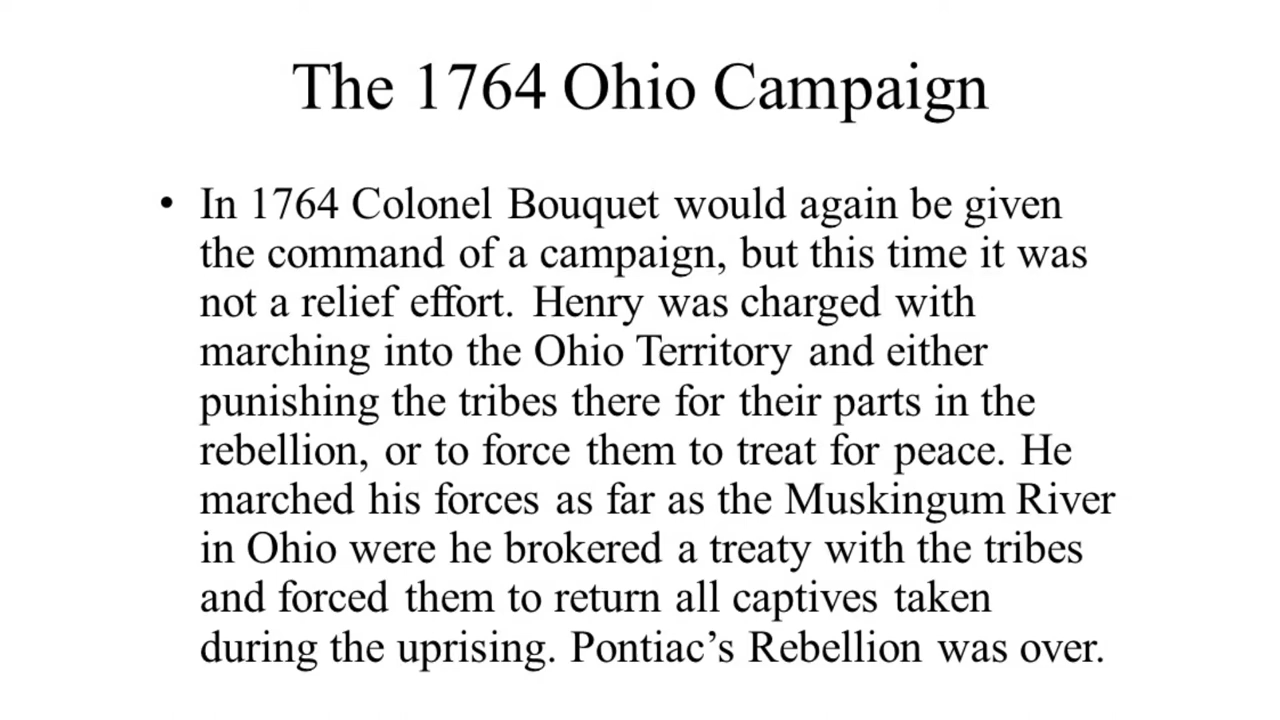 The 1764 Ohio Campaign
• In 1764 Colonel Bouquet would again be given
the command of a campaign, but this time it was
not a relief effort. Henry was charged with
marching into the Ohio Territory and either
punishing the tribes there for their parts in the
rebellion, or to force them to treat for peace. He
marched his forces as far as the Muskingum River
in Ohio were he brokered a treaty with the tribes
and forced them to return all captives taken
during the uprising. Pontiac’s Rebellion was over.